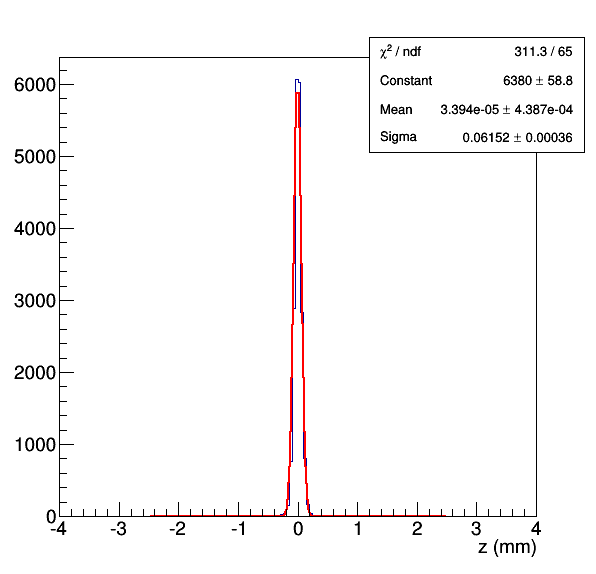 χ² / ndf 311.3 / 65
Constant 6380 ± 58.8
Mean 3.394e-05 ± 4.387e-04
Sigma 0.06152 ± 0.00036
6000
5000
4000
3000
2000
1000
0
-4 -3 -2 -1 0 1 2 3 4
z (mm)